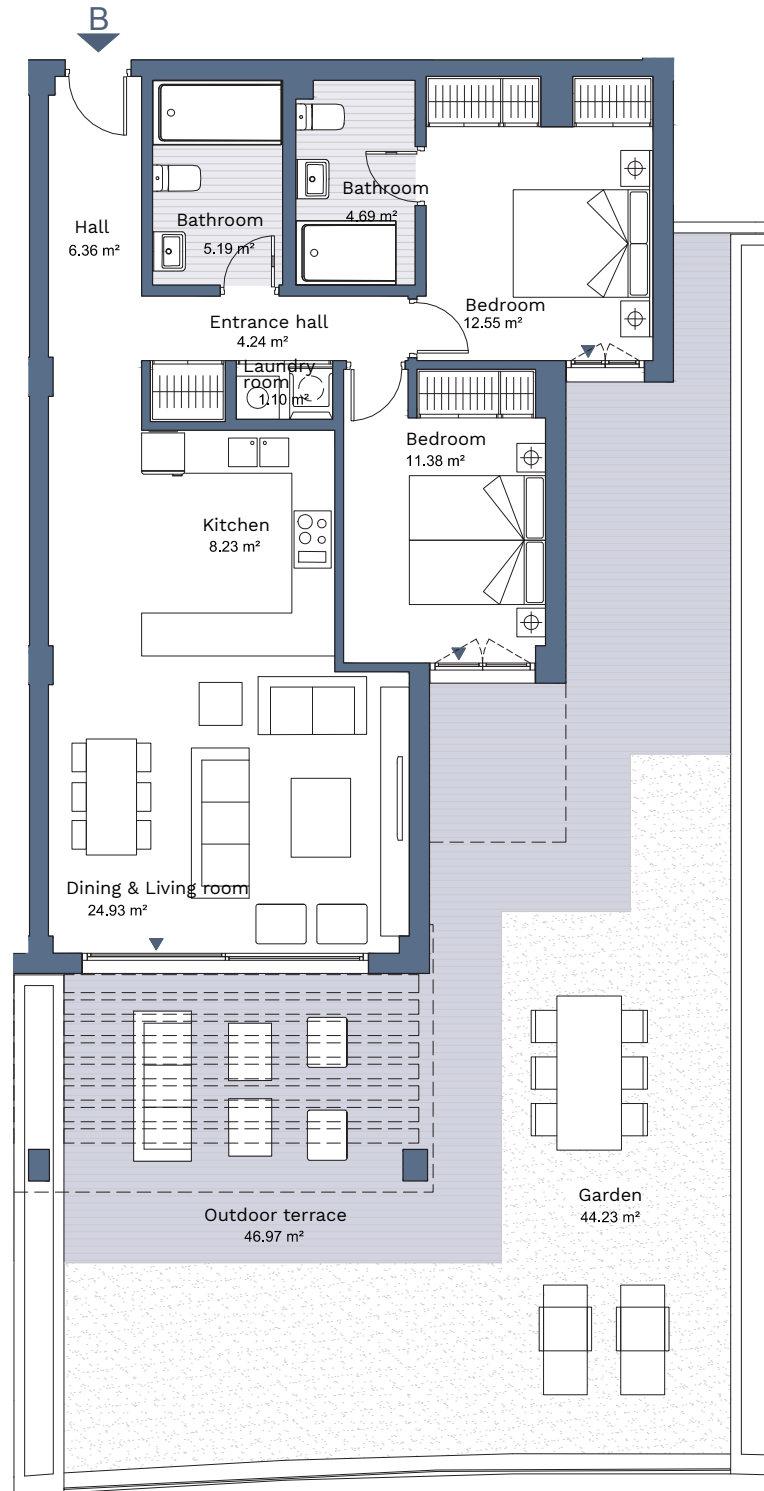 B
Hall
6.36 m²
Bathroom
5.19 m²
Bathroom
4.69 m²
Bedroom
12.55 m²
Entrance hall
4.24 m²
Laundry
room
1.10 m²
Bedroom
11.38 m²
Kitchen
8.23 m²
Dining & Living room
24.93 m²
Garden
44.23 m²
Outdoor terrace
46.97 m²